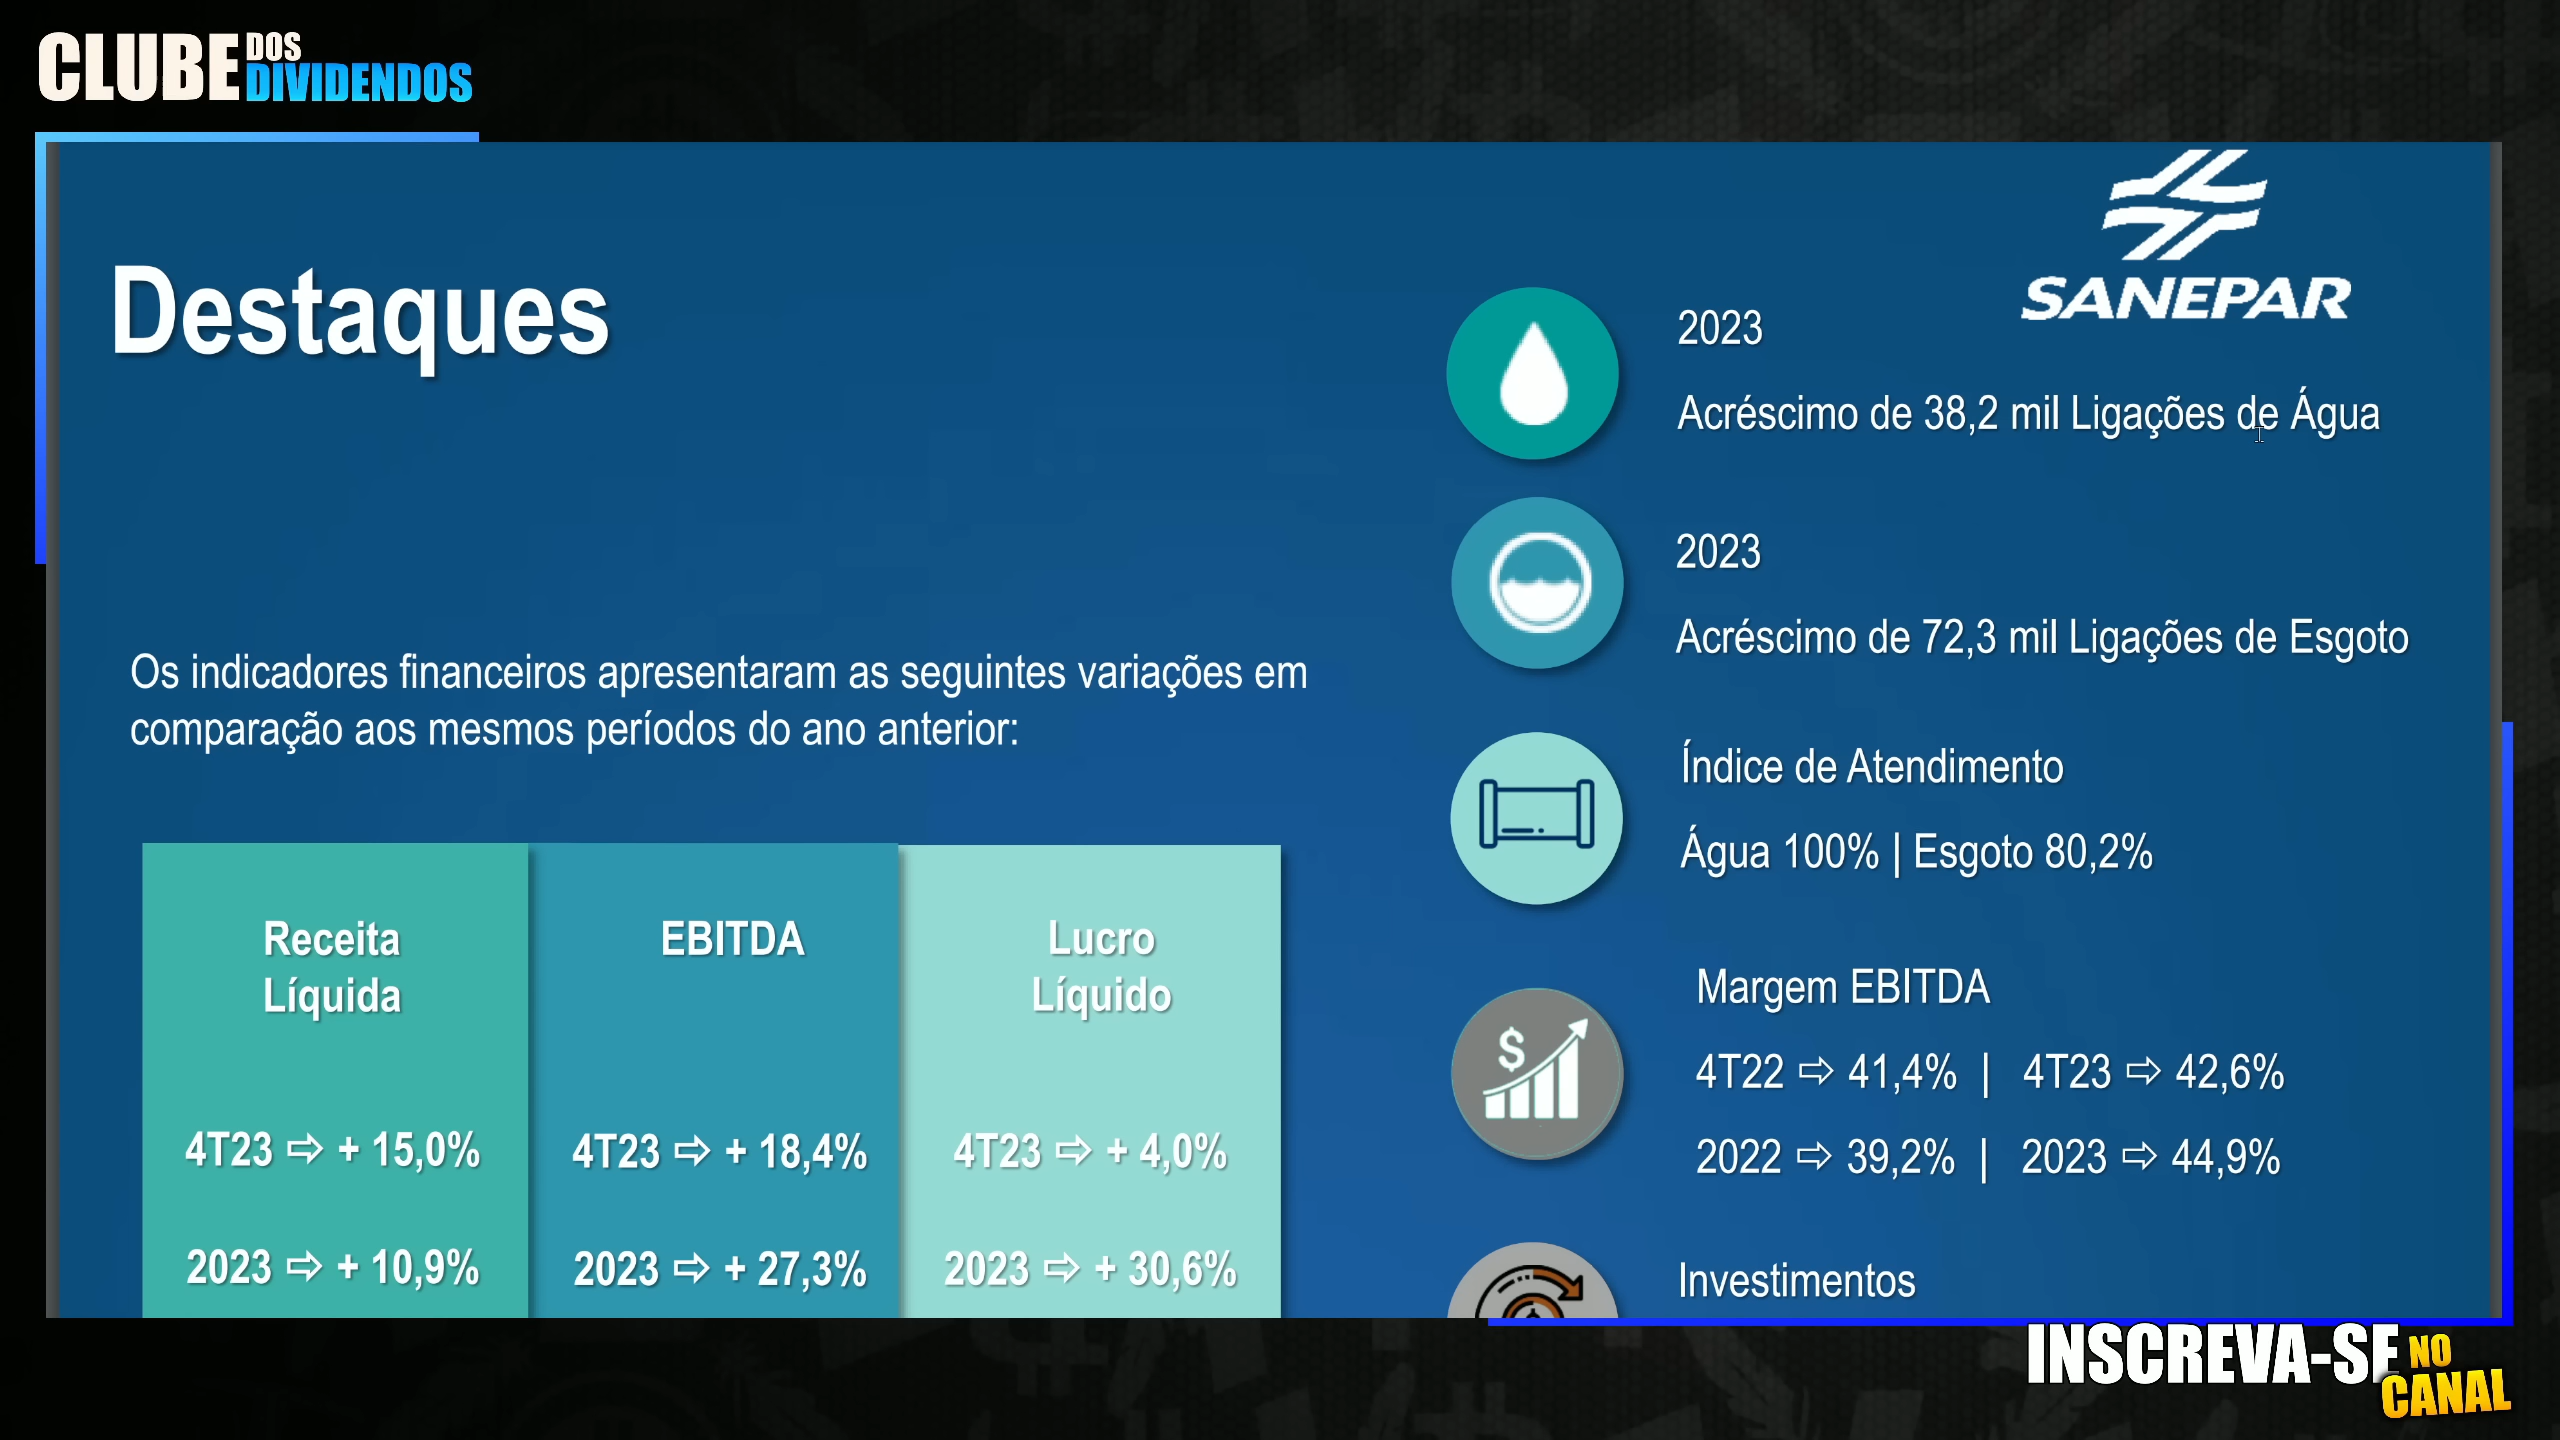 CLUBE DOS DIVIDENDOS
SANEPAR
Destaques
Os indicadores financeiros apresentaram as seguintes variações em
comparação aos mesmos períodos do ano anterior:
Receita
Líquida
4T23 ⇨ + 15,0%
2023 ⇨ + 10,9%
EBITDA
4T23 ⇨ + 18,4%
2023 ⇨ + 27,3%
Lucro
Líquido
4T23 ⇨ + 4,0%
2023 ⇨ + 30,6%
2023
Acréscimo de 38,2 mil Ligações de Água
2023
Acréscimo de 72,3 mil Ligações de Esgoto
Índice de Atendimento
Água 100% | Esgoto 80,2%
$
Margem EBITDA
4T22 ⇨ 41,4% | 4T23 ⇨ 42,6%
2022 ⇨ 39,2% | 2023 ⇨ 44,9%
Investimentos
INSCREVA-SE NO
CANAL